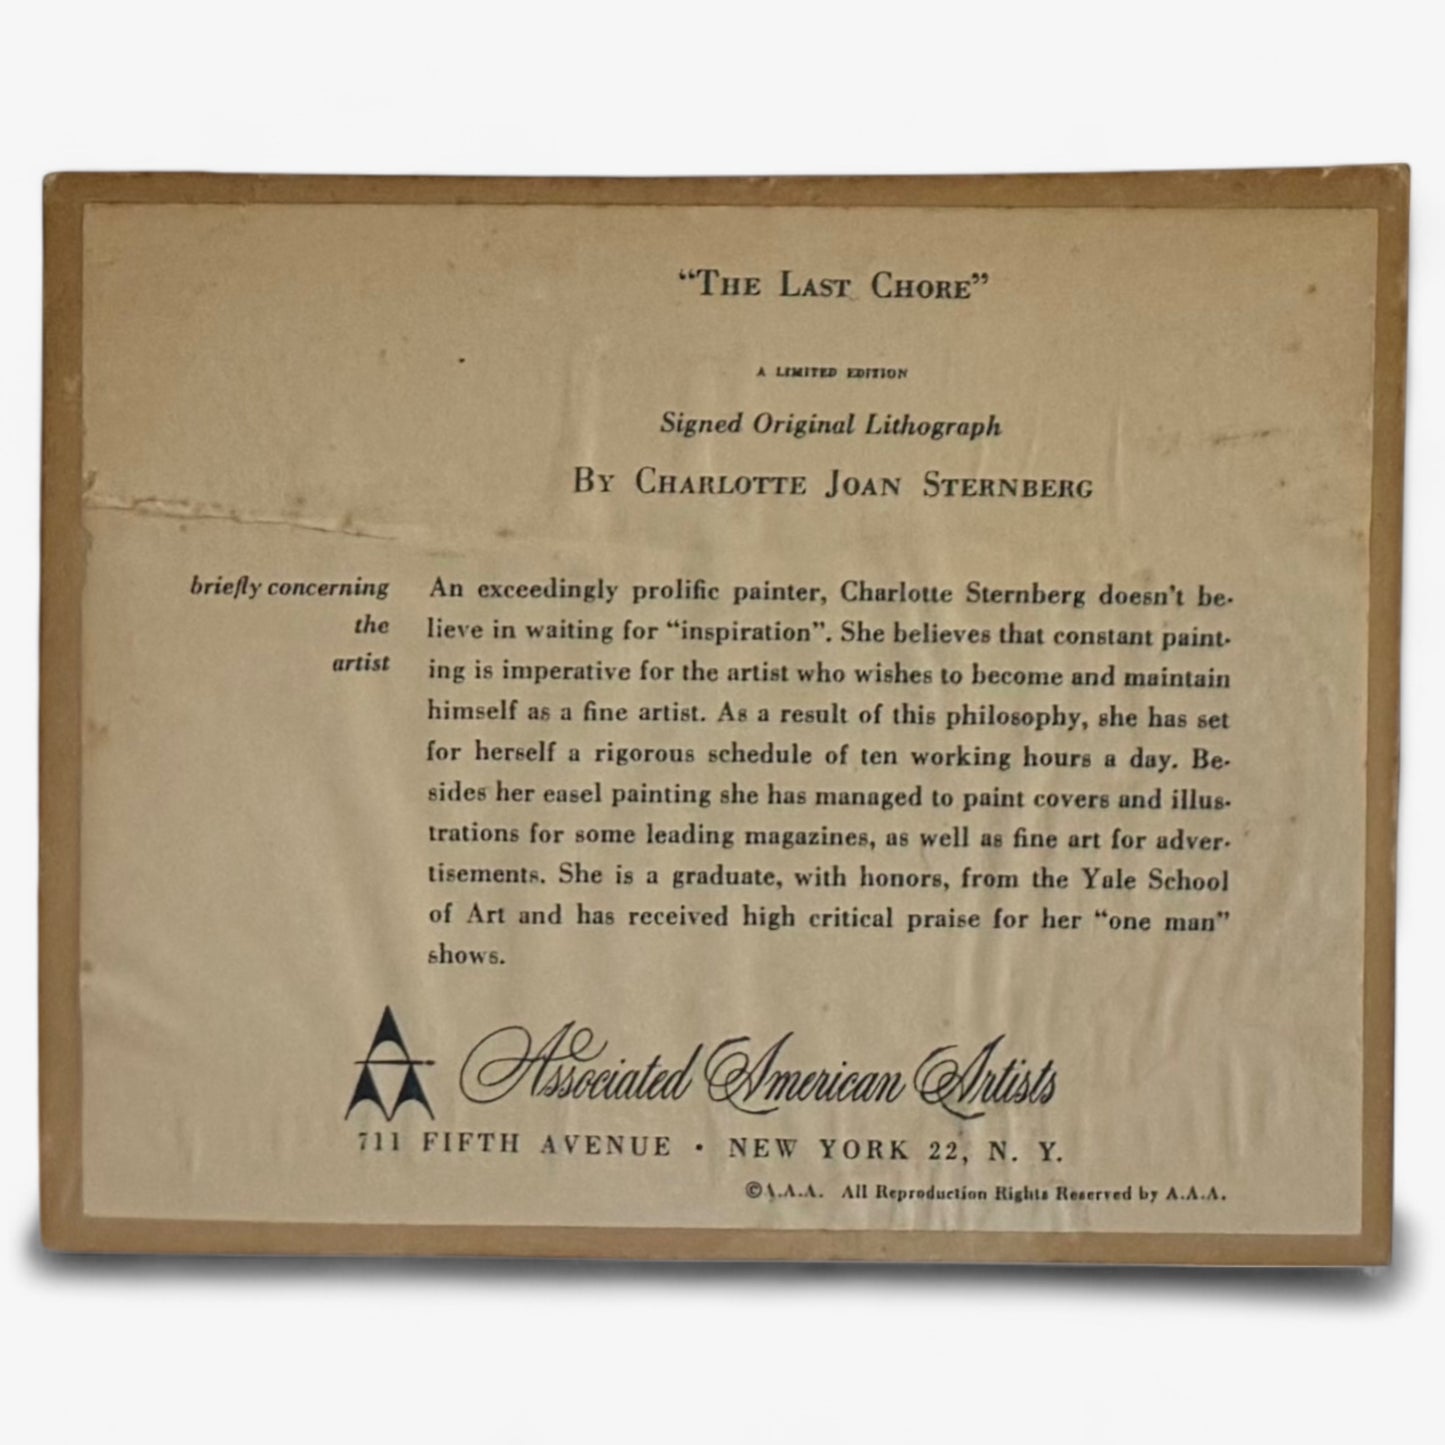 “The Last Chore”
A LIMITED EDITION
Signed Original Lithograph
By Charlotte Joan Sternberg
briefly concerning
the
artist
An exceedingly prolific painter, Charlotte Sternberg doesn't be-
lieve in waiting for “inspiration”. She believes that constant paint-
ing is imperative for the artist who wishes to become and maintain
himself as a fine artist. As a result of this philosophy, she has set
for herself a rigorous schedule of ten working hours a day. Be-
sides her easel painting she has managed to paint covers and illus-
trations for some leading magazines, as well as fine art for adver-
tisements. She is a graduate, with honors, from the Yale School
of Art and has received high critical praise for her “one man”
shows.
Associated American Artists
711 FIFTH AVENUE • NEW YORK 22, N. Y.
©A.A.A. All Reproduction Rights Reserved by A.A.A.